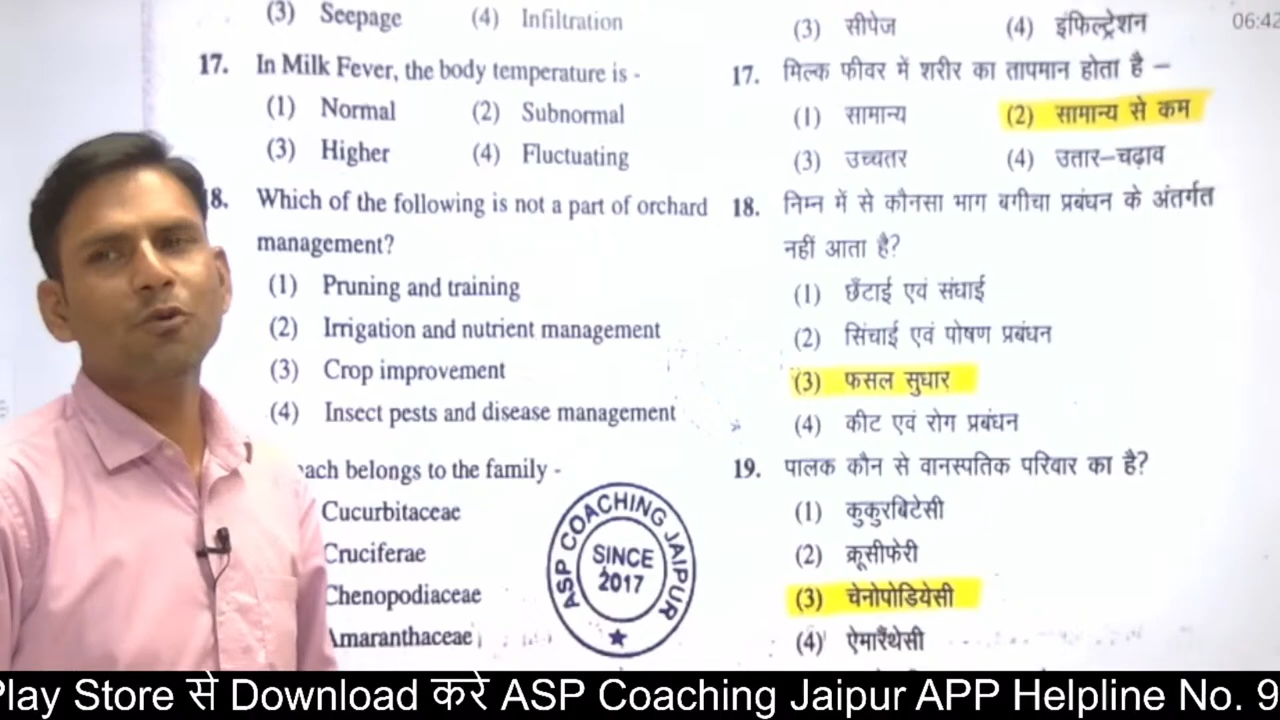 (3) Seepage (4) Infiltration
17. In Milk Fever, the body temperature is -
(1) Normal (2) Subnormal
(3) Higher (4) Fluctuating
8. Which of the following is not a part of orchard
management?
(1) Pruning and training
(2) Irrigation and nutrient management
(3) Crop improvement
(4) Insect pests and disease management
ach belongs to the family -
Cucurbitaceae
Cruciferae
Chenopodiaceae
Amaranthaceae
(3) सीपेज (4) इंफिल्ट्रेशन
17. मिल्क फीवर में शरीर का तापमान होता है –
(1) सामान्य (2) सामान्य से कम
(3) उच्चतर (4) उतार–चढ़ाव
18. निम्न में से कौनसा भाग बगीचा प्रबंधन के अंतर्गत
नहीं आता है?
(1) छँटाई एवं संघाई
(2) सिंचाई एवं पोषण प्रबंधन
(3) फसल सुधार
(4) कीट एवं रोग प्रबंधन
19. पालक कौन से वानस्पतिक परिवार का है?
(1) कुकुरबिटेसी
(2) क्रूसीफेरी
(3) चेनोपोडियेसी
(4) ऐमारैंथेसी
06:42
ASP COACHING JAIPUR
SINCE
2017
Play Store से Download करे ASP Coaching Jaipur APP Helpline No. 9